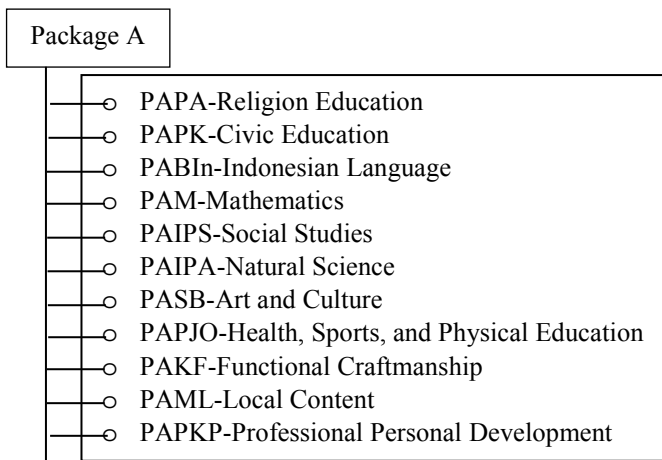 Package A
PAPA-Religion Education
PAPK-Civic Education
PABIn-Indonesian Language
PAM-Mathematics
PAIPS-Social Studies
PAIPA-Natural Science
PASB-Art and Culture
PAPJO-Health, Sports, and Physical Education
PAKF-Functional Craftmanship
PAML-Local Content
PAPKP-Professional Personal Development